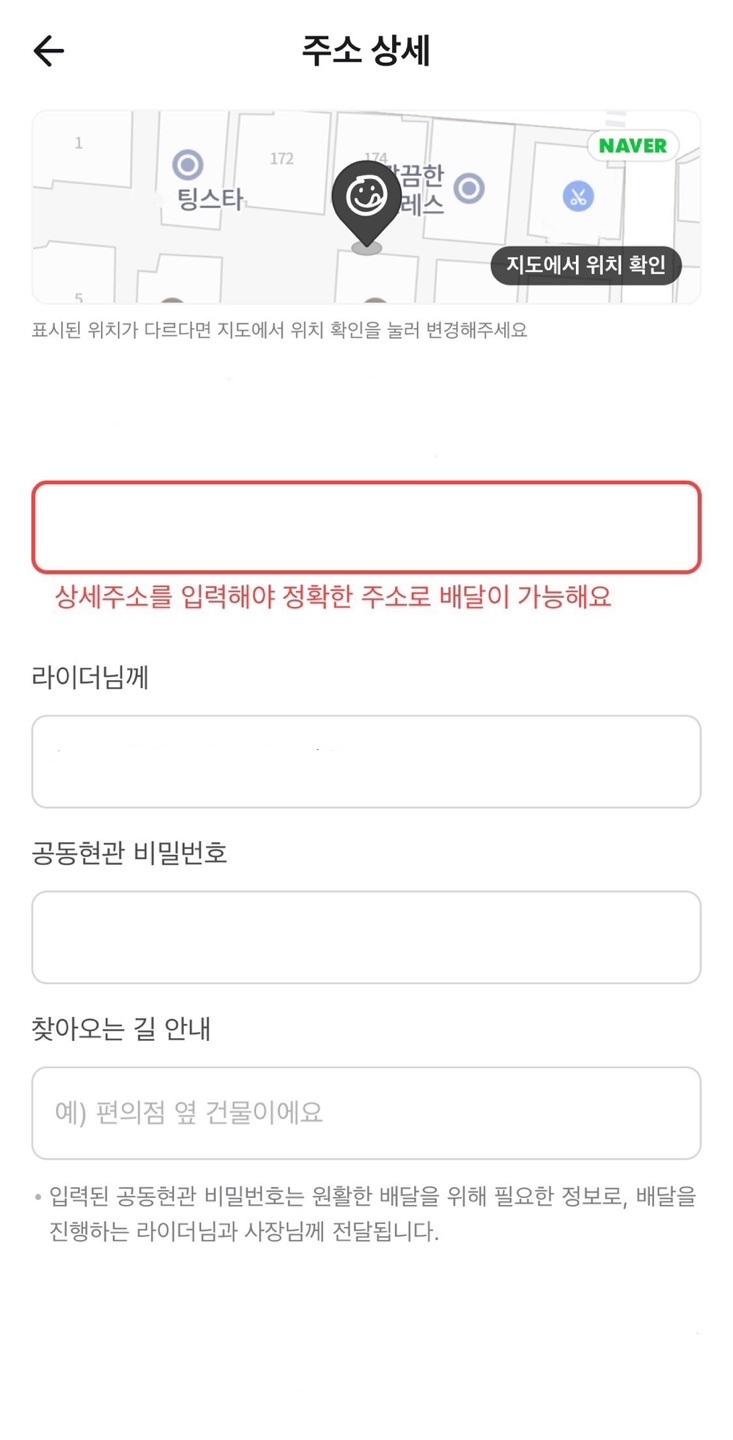 주소 상세
1
172
174
NAVER
팅스타
끔한
레스
지도에서 위치 확인
5
표시된 위치가 다르다면 지도에서 위치 확인을 눌러 변경해주세요
상세주소를 입력해야 정확한 주소로 배달이 가능해요
라이더님께
공동현관 비밀번호
찾아오는 길 안내
예) 편의점 옆 건물이에요
• 입력된 공동현관 비밀번호는 원활한 배달을 위해 필요한 정보로, 배달을
진행하는 라이더님과 사장님께 전달됩니다.